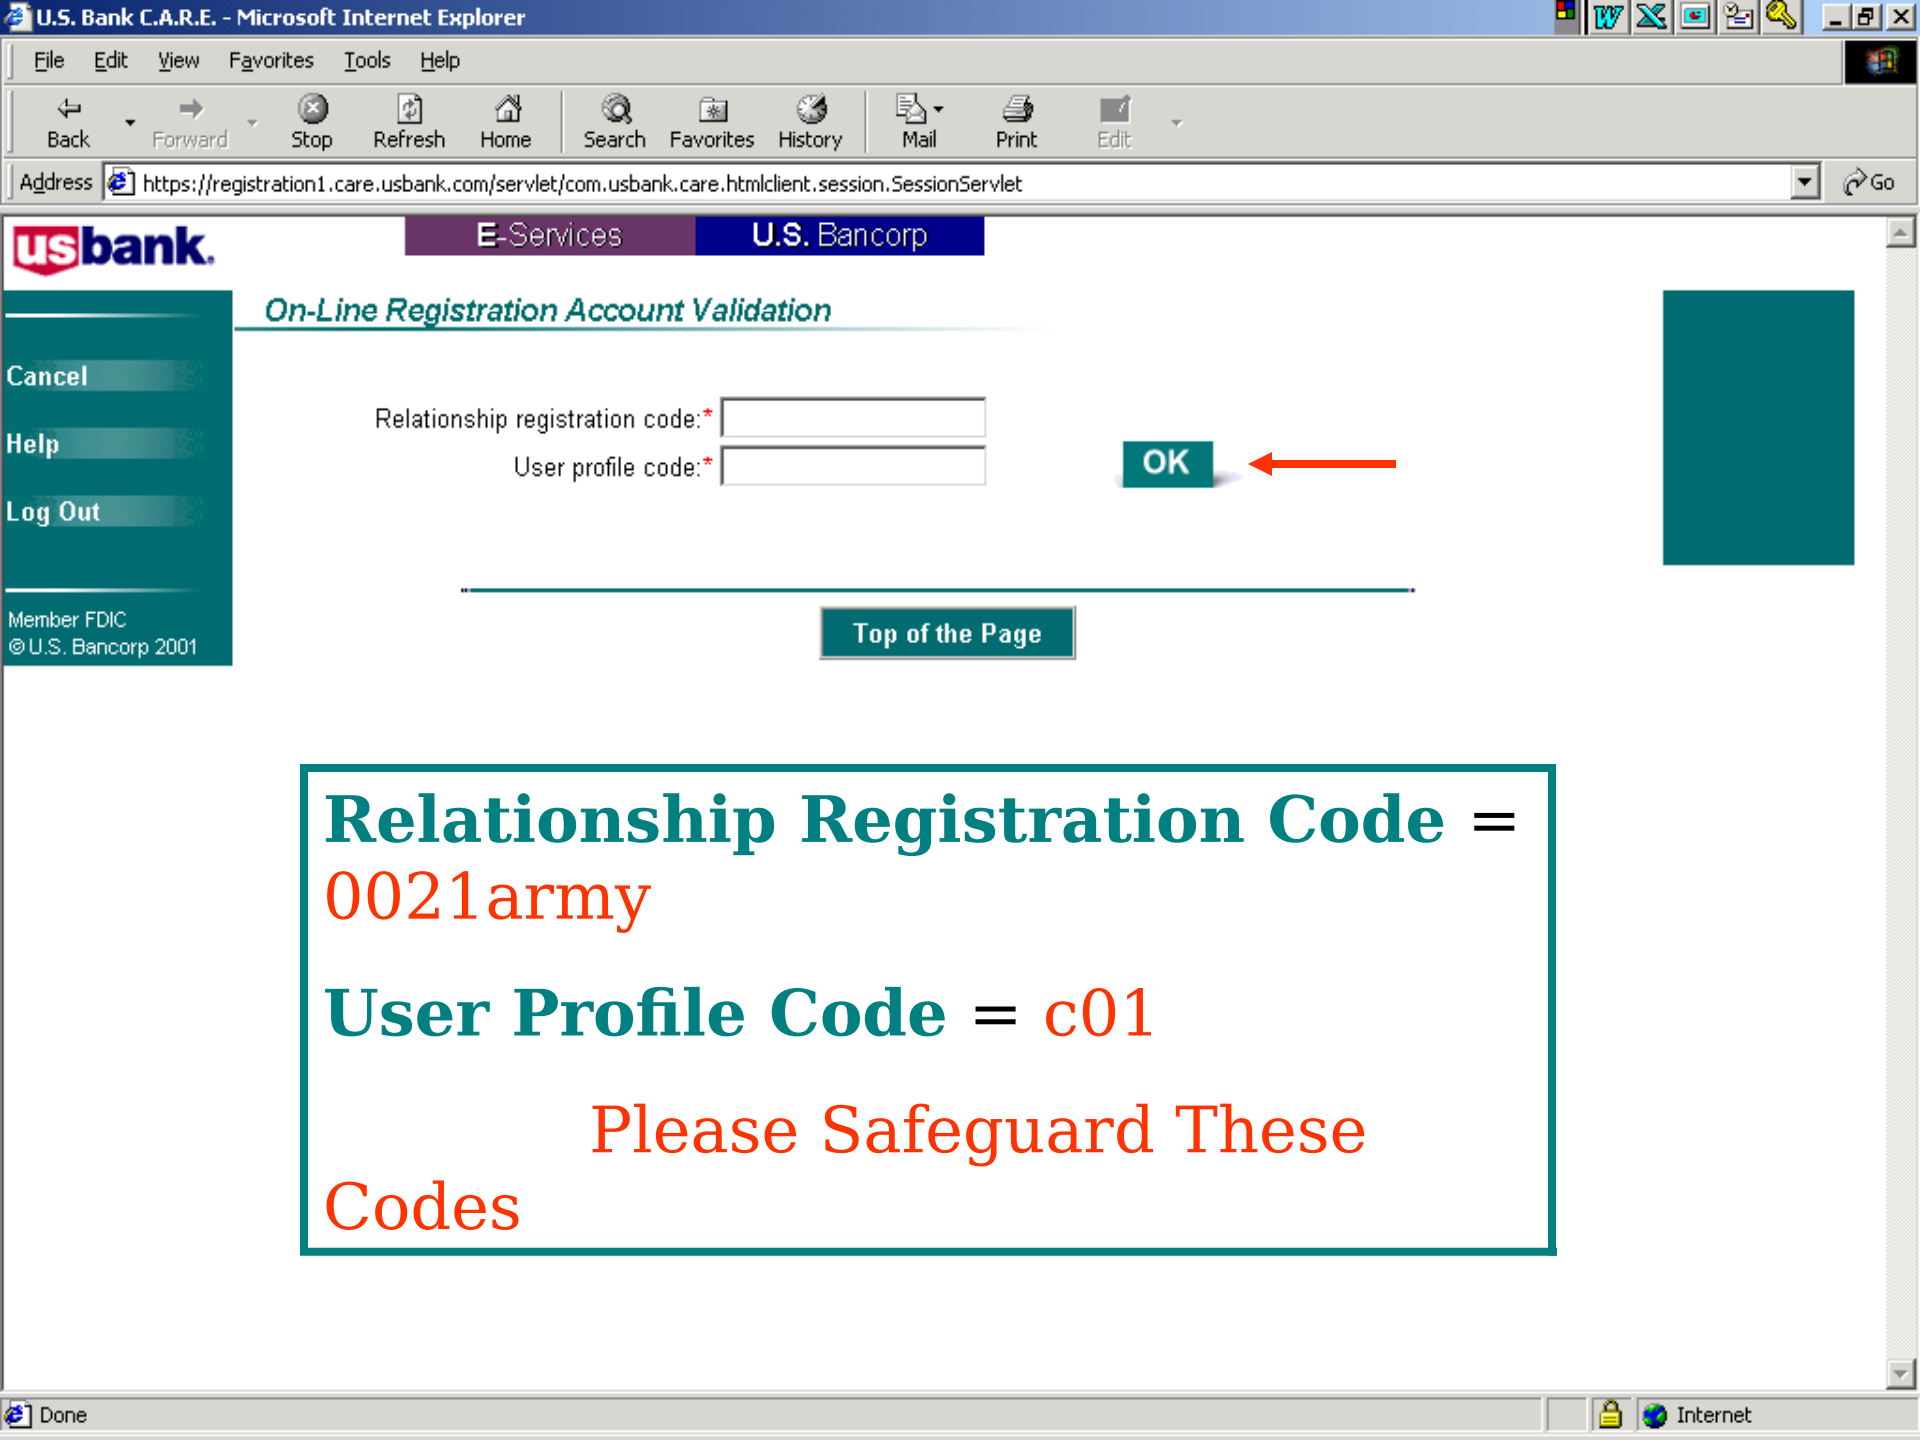 U.S. Bank C.A.R.E. - Microsoft Internet Explorer
File Edit View Favorites Tools Help
Back Forward Stop Refresh Home Search Favorites History Mail Print Edit
Address https://registration1.care.usbank.com/servlet/com.usbank.care.htmlclient.session.SessionServlet Go
usbank. E-Services U.S. Bancorp
On-Line Registration Account Validation
Cancel
Relationship registration code:*
Help
User profile code:* OK
Log Out
Member FDIC
© U.S. Bancorp 2001
Top of the Page
Relationship Registration Code =
0021army
User Profile Code = c01
Please Safeguard These
Codes
Done Internet